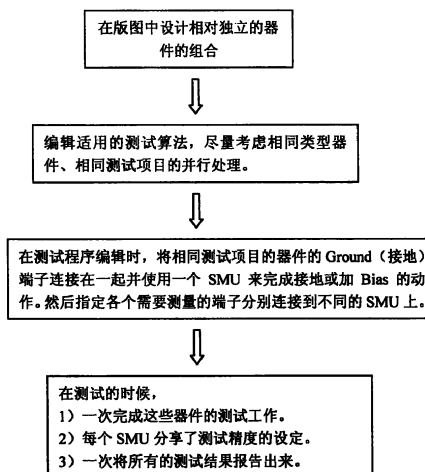 在版图中设计相对独立的器
件的组合
编辑适用的测试算法，尽量考虑相同类型器
件、相同测试项目的并行处理。
在测试程序编辑时，将相同测试项目的器件的 Ground（接地）
端子连接在一起并使用一个 SMU 来完成接地或加 Bias 的动
作。然后指定各个需要测量的端子分别连接到不同的 SMU 上。
在测试的时候，
1）一次完成这些器件的测试工作。
2）每个 SMU 分享了测试精度的设定。
3）一次将所有的测试结果报告出来。